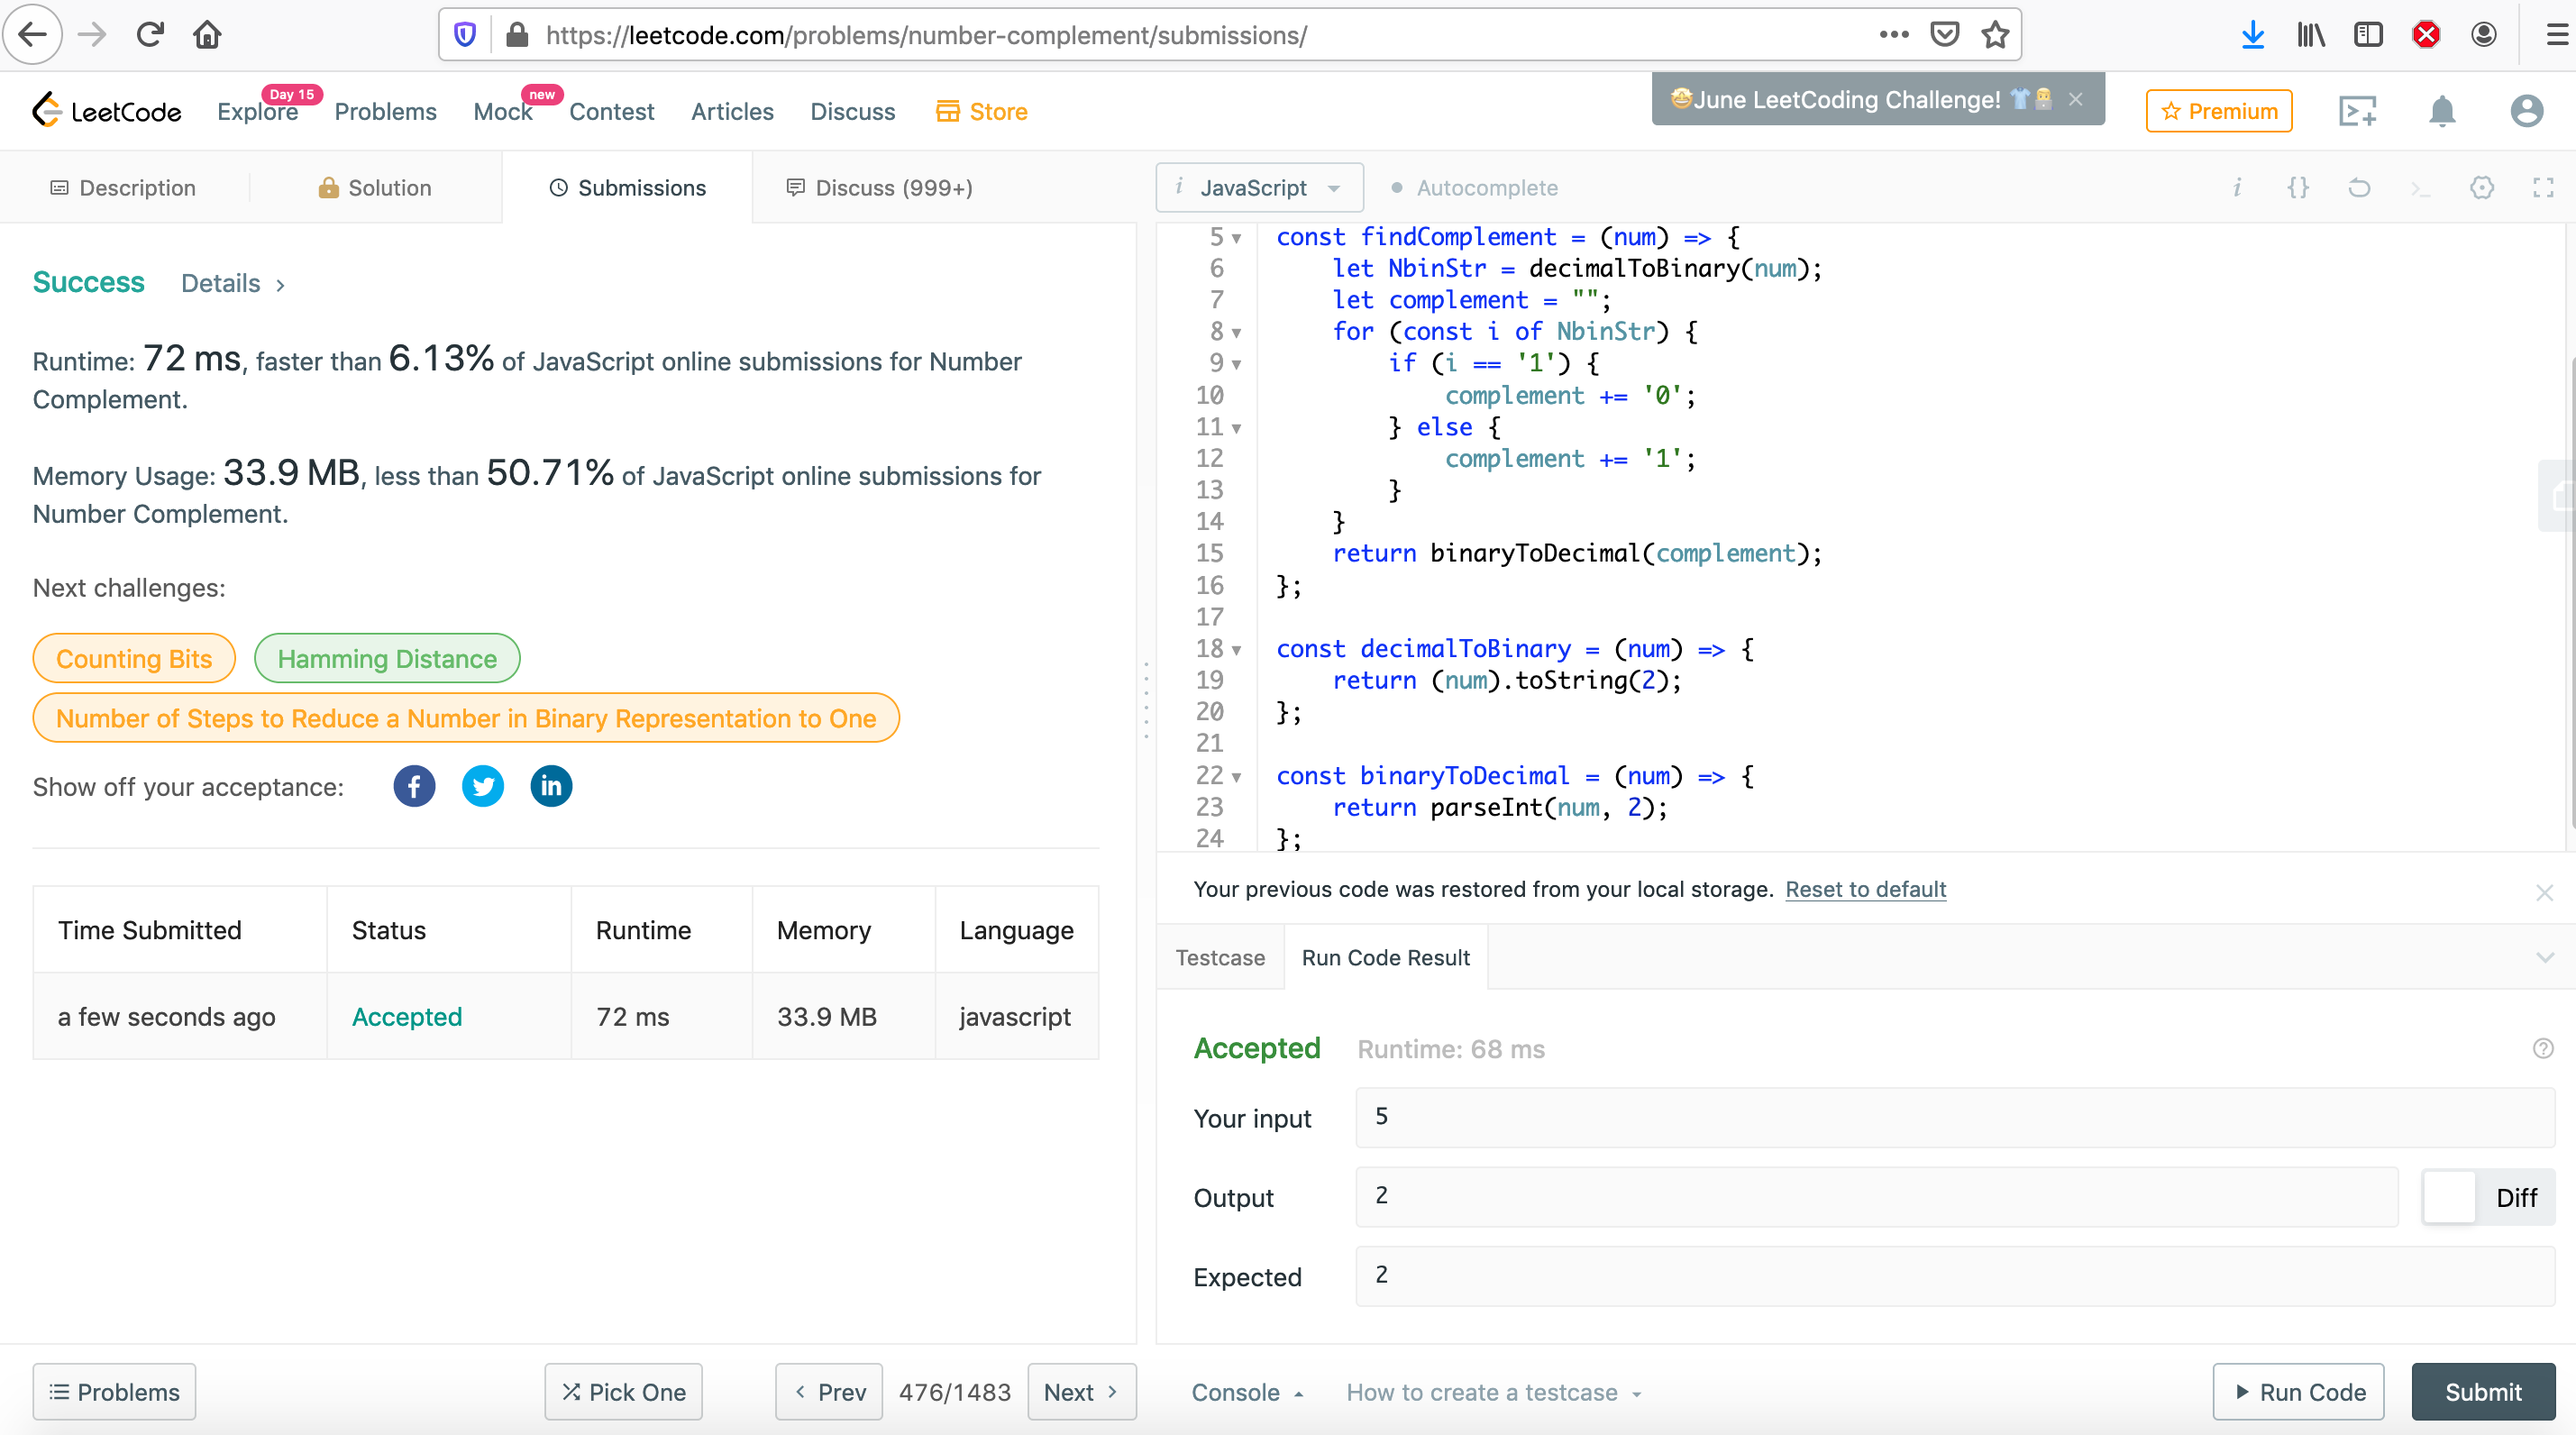 https://leetcode.com/problems/number-complement/submissions/
LeetCode
Explore
Day 15
Problems
Mock
new
Contest
Articles
Discuss
Store
🤩June LeetCoding Challenge! 👕👩‍💻
Premium
Description
Solution
Submissions
Discuss (999+)
Success
Details
Runtime: 72 ms, faster than 6.13% of JavaScript online submissions for Number
Complement.
Memory Usage: 33.9 MB, less than 50.71% of JavaScript online submissions for
Number Complement.
Next challenges:
Counting Bits
Hamming Distance
Number of Steps to Reduce a Number in Binary Representation to One
Show off your acceptance:
Time Submitted Status Runtime Memory Language
a few seconds ago Accepted 72 ms 33.9 MB javascript
Problems
Pick One
Prev
476/1483
Next
i JavaScript
Autocomplete
i {}
5 const findComplement = (num) => {
6 let NbinStr = decimalToBinary(num);
7 let complement = "";
8 for (const i of NbinStr) {
9 if (i == '1') {
10 complement += '0';
11 } else {
12 complement += '1';
13 }
14 }
15 return binaryToDecimal(complement);
16 };
17
18 const decimalToBinary = (num) => {
19 return (num).toString(2);
20 };
21
22 const binaryToDecimal = (num) => {
23 return parseInt(num, 2);
24 };
Your previous code was restored from your local storage. Reset to default
Testcase
Run Code Result
Accepted
Runtime: 68 ms
Your input
5
Output
2
Diff
Expected
2
Console
How to create a testcase
Run Code
Submit